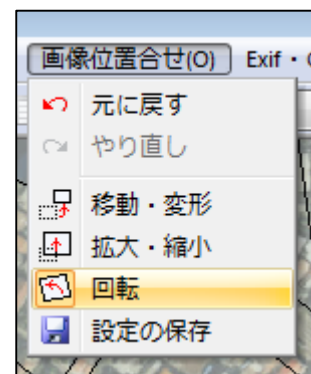 画像位置合せ(O) Exif・
元に戻す
やり直し
移動・変形
拡大・縮小
回転
設定の保存